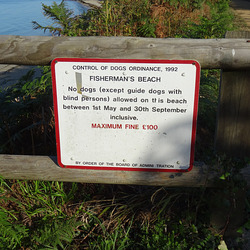 CONTROL OF DOGS ORDINANCE, 1992
FISHERMAN'S BEACH
No dogs (except guide dogs with
blind persons) allowed on this beach
between 1st May and 30th September
inclusive.
MAXIMUM FINE £100
BY ORDER OF THE BOARD OF ADMINISTRATION